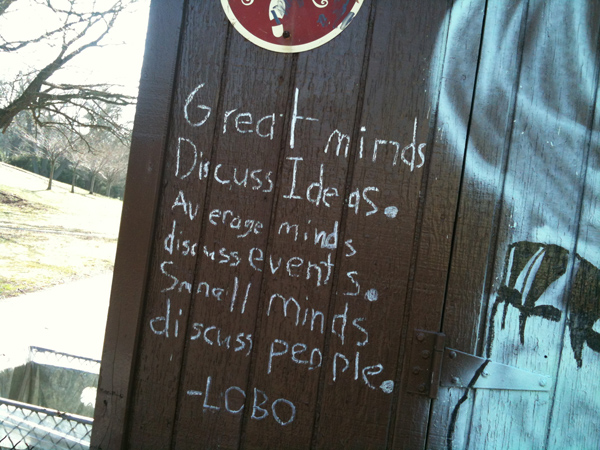 Great minds
Discuss Ideas.
Average minds
discuss events.
Small minds
discuss people.
-LOBO